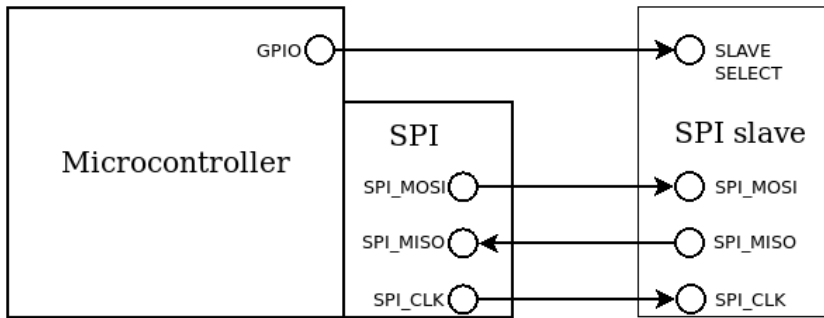 GPIO
SLAVE
SELECT
SPI
SPI slave
Microcontroller
SPI_MOSI
SPI_MOSI
SPI_MISO
SPI_MISO
SPI_CLK
SPI_CLK